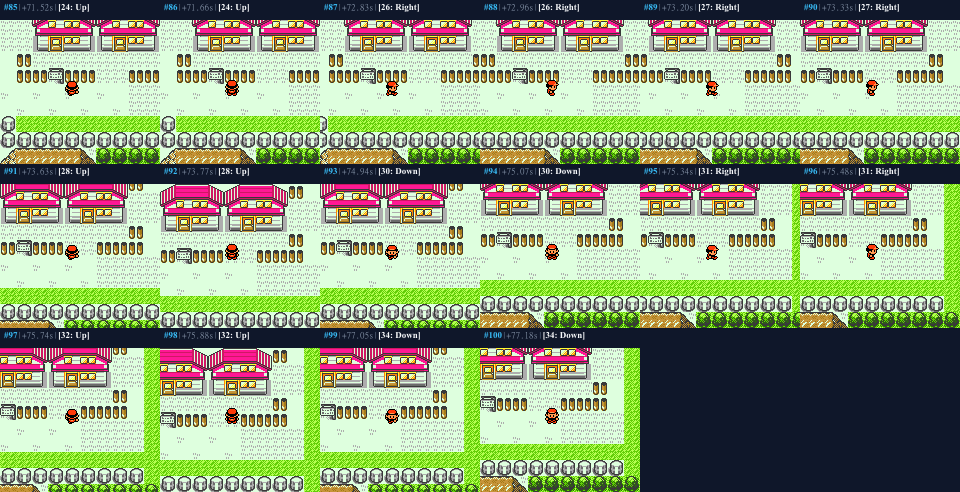 #85|+71.52s|[24: Up]
#86|+71.66s|[24: Up]
#87|+72.83s|[26: Right]
#88|+72.96s|[26: Right]
#89|+73.20s|[27: Right]
#90|+73.33s|[27: Right]
#91|+73.63s|[28: Up]
#92|+73.77s|[28: Up]
#93|+74.94s|[30: Down]
#94|+75.07s|[30: Down]
#95|+75.34s|[31: Right]
#96|+75.48s|[31: Right]
#97|+75.74s|[32: Up]
#98|+75.88s|[32: Up]
#99|+77.05s|[34: Down]
#100|+77.18s|[34: Down]